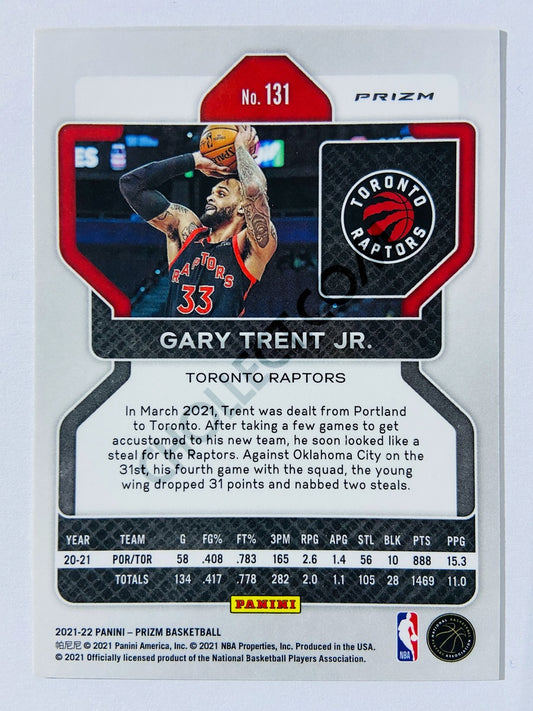 No. 131
PRIZM
ES
RAPTORS
33
TORONTO
RAPTORS
GARY TRENT JR.
TORONTO RAPTORS
In March 2021, Trent was dealt from Portland
to Toronto. After taking a few games to get
accustomed to his new team, he soon looked like a
steal for the Raptors. Against Oklahoma City on the
31st, his fourth game with the squad, the young
wing dropped 31 points and nabbed two steals.
YEAR TEAM G FG% FT% 3PM RPG APG STL BLK PTS PPG
20-21 POR/TOR 58 .408 .783 165 2.6 1.4 56 10 888 15.3
TOTALS 134 .417 .778 282 2.0 1.1 105 28 1469 11.0
PANINI
2021-22 PANINI – PRIZM BASKETBALL
帕尼尼 © 2021 Panini America, Inc. © 2021 NBA Properties, Inc. Produced in the USA.
© 2021 Officially licensed product of the National Basketball Players Association.
NBA
NATIONAL BASKETBALL
PLAYERS ASSOCIATION